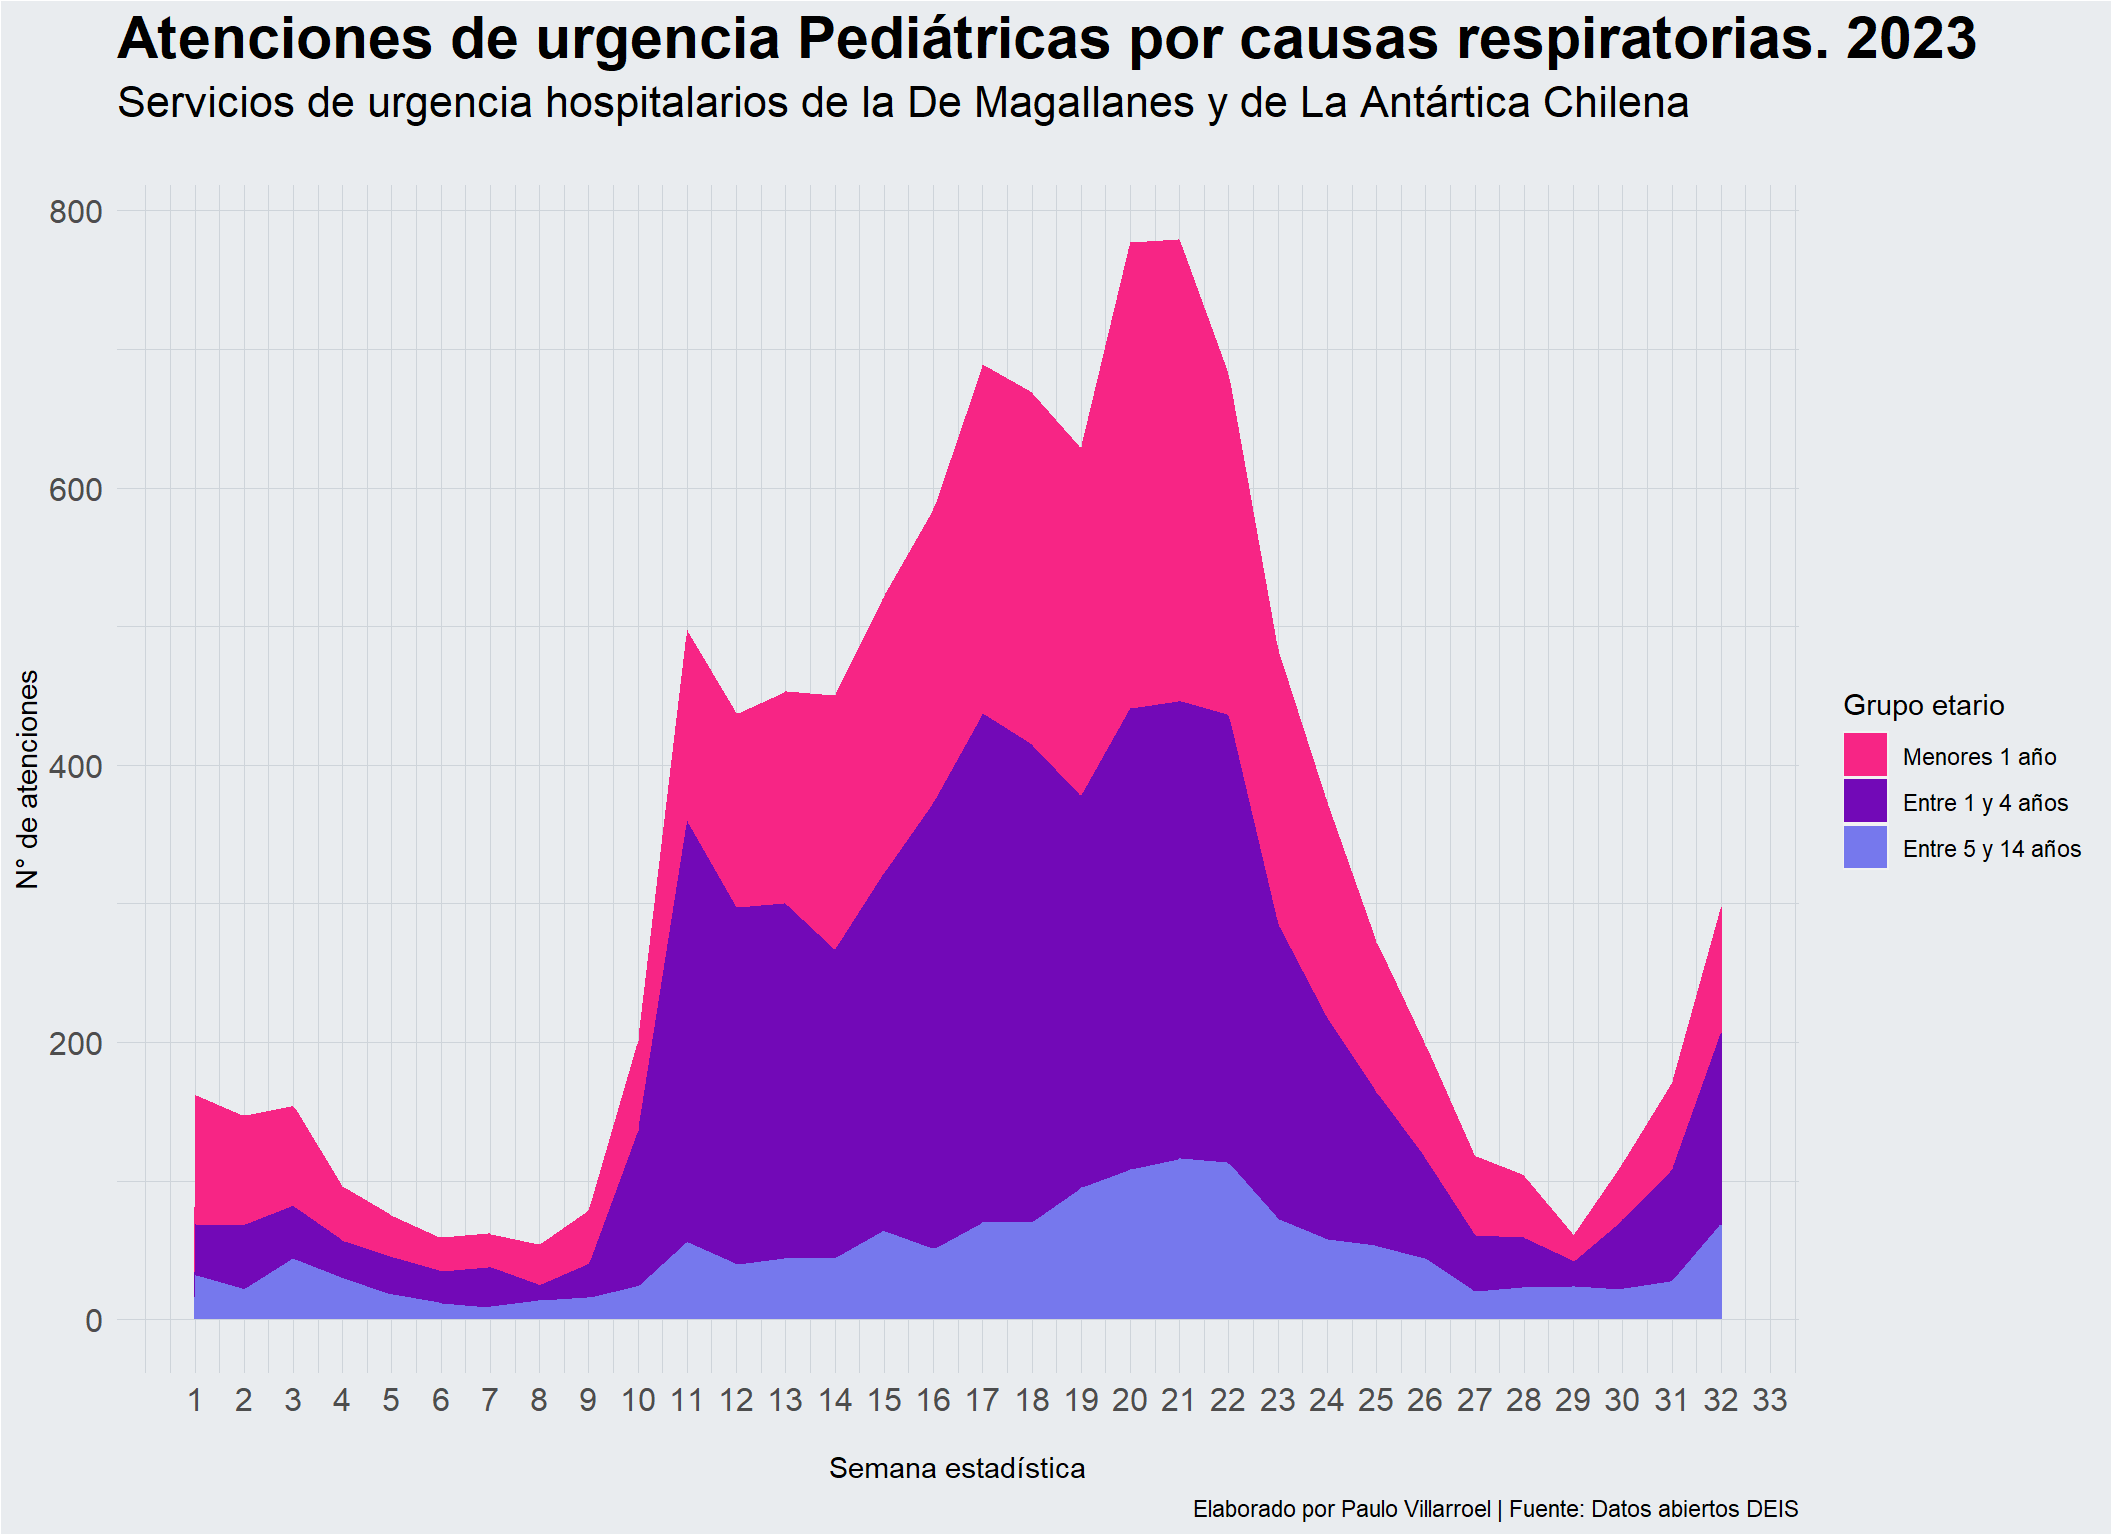 Atenciones de urgencia Pediátricas por causas respiratorias. 2023
Servicios de urgencia hospitalarios de la De Magallanes y de La Antártica Chilena
800
600
400
200
0
N° de atenciones
1 2 3 4 5 6 7 8 9 10 11 12 13 14 15 16 17 18 19 20 21 22 23 24 25 26 27 28 29 30 31 32 33
Semana estadística
Grupo etario
Menores 1 año
Entre 1 y 4 años
Entre 5 y 14 años
Elaborado por Paulo Villarroel | Fuente: Datos abiertos DEIS